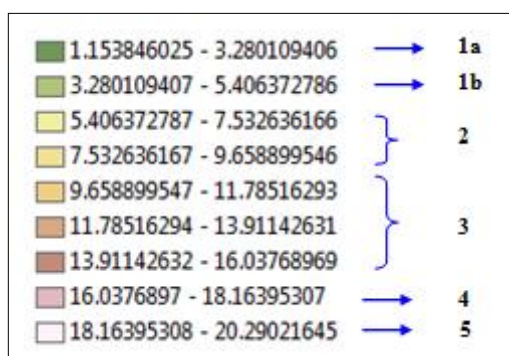 1.153846025 - 3.280109406 1a
3.280109407 - 5.406372786 1b
5.406372787 - 7.532636166
2
7.532636167 - 9.658899546
9.658899547 - 11.78516293
11.78516294 - 13.91142631 3
13.91142632 - 16.03768969
16.0376897 - 18.16395307 4
18.16395308 - 20.29021645 5